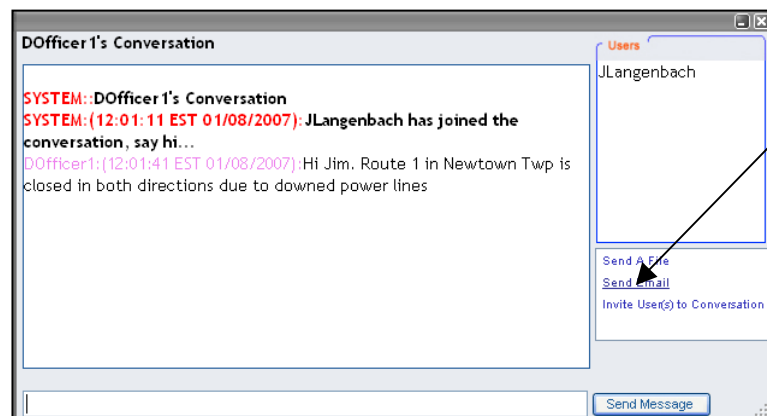 DOfficer1's Conversation
SYSTEM::DOfficer1's Conversation
SYSTEM:(12:01:11 EST 01/08/2007):JLangenbach has joined the
conversation, say hi...
DOfficer1:(12:01:41 EST 01/08/2007):Hi Jim. Route 1 in Newtown Twp is
closed in both directions due to downed power lines
Users
JLangenbach
Send A File
Send Email
Invite User(s) to Conversation
Send Message